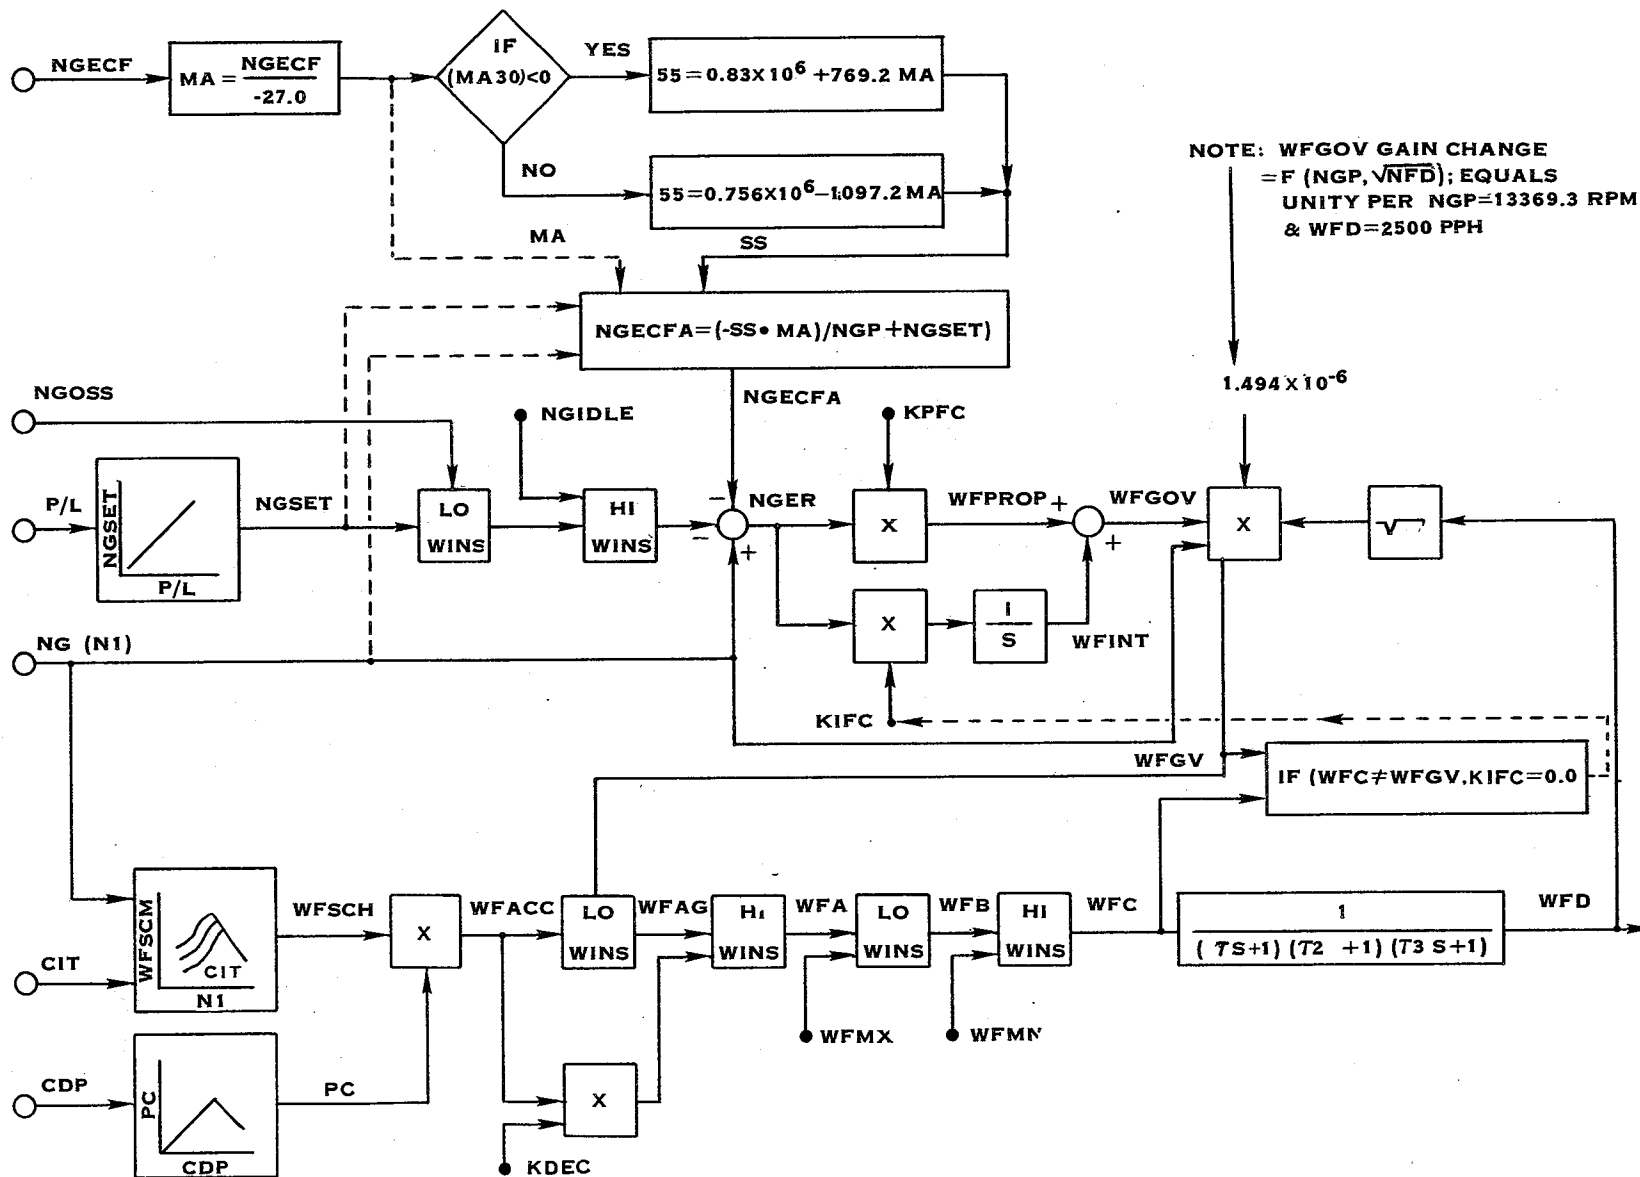 NGECF
MA = NGECF / -27.0
IF
(MA30)<0
YES
55=0.83X10⁶ +769.2 MA
NO
55=0.756X10⁶-1,097.2 MA
NOTE: WFGOV GAIN CHANGE
=F (NGP,√NFD); EQUALS
UNITY PER NGP=13369.3 RPM
& WFD=2500 PPH
MA
SS
NGECFA=(-SS• MA)/NGP+NGSET)
1.494 X 10⁻⁶
NGOSS
NGIDLE
NGECFA
KPFC
P/L
NGSET
P/L
NGSET
LO
WINS
HI
WINS
−
−
+
NGER
X
WFPROP
+
+
WFGOV
X
√
X
1
S
WFINT
NG (N1)
KIFC
WFGV
IF (WFC≠WFGV.KIFC=0.0
WFSCM
CIT
N1
CIT
WFSCH
X
WFACC
LO
WINS
WFAG
HI
WINS
WFA
LO
WINS
WFB
HI
WINS
WFC
1
( TS+1) (T2 +1) (T3 S+1)
WFD
WFMX
WFMN
CDP
PC
CDP
PC
X
KDEC